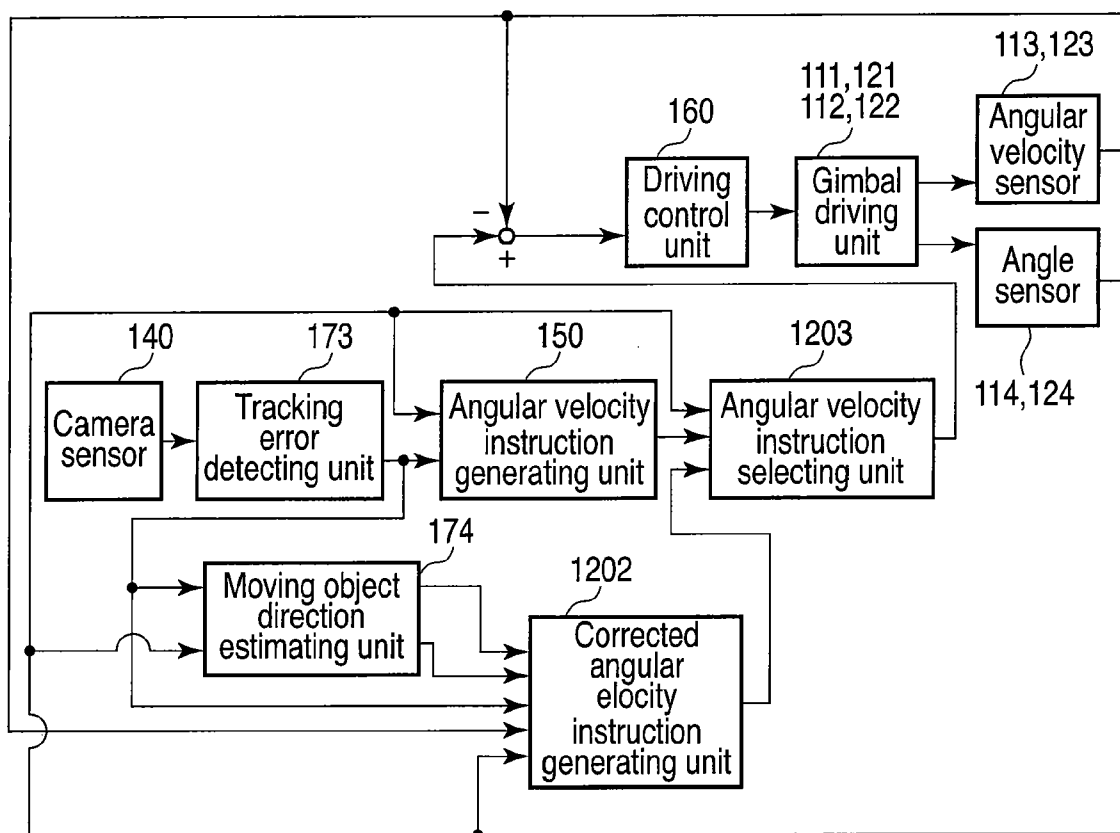 113,123
Angular
velocity
sensor
111,121
112,122
160
Driving
control
unit
Gimbal
driving
unit
−
+
Angle
sensor
114,124
140
Camera
sensor
173
Tracking
error
detecting unit
150
Angular velocity
instruction
generating unit
1203
Angular velocity
instruction
selecting unit
174
Moving object
direction
estimating unit
1202
Corrected
angular
elocity
instruction
generating unit